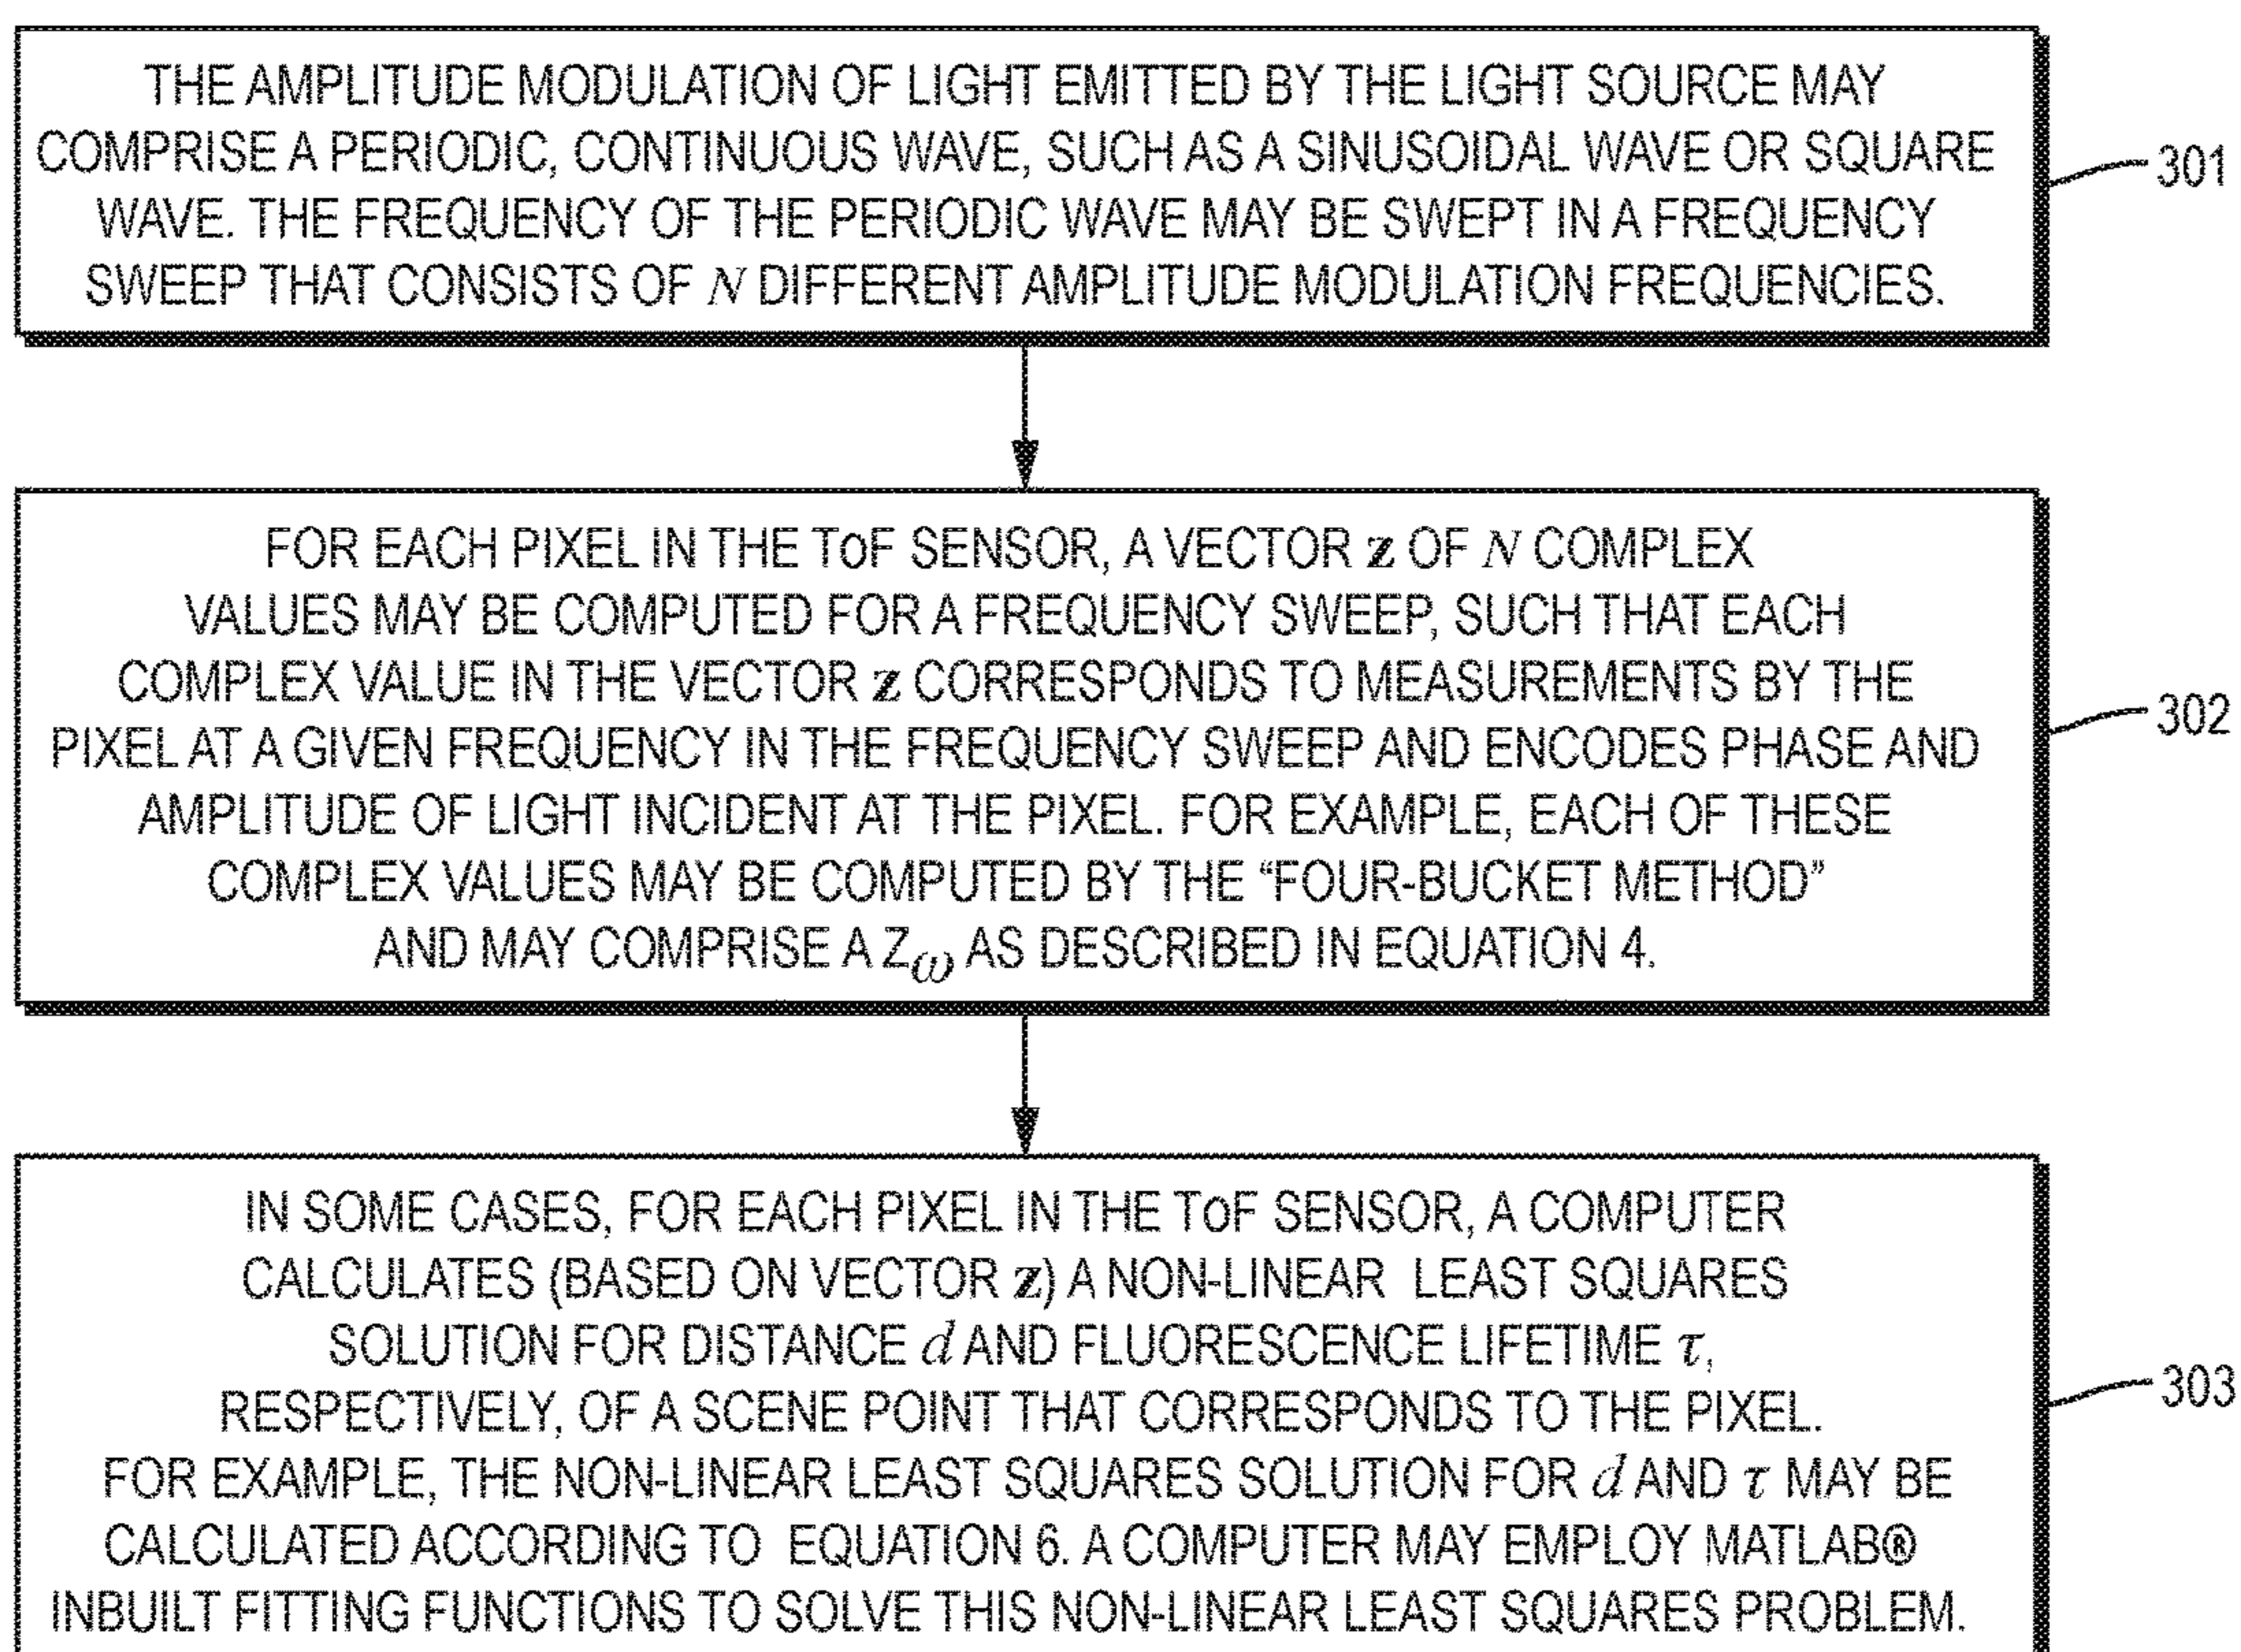 THE AMPLITUDE MODULATION OF LIGHT EMITTED BY THE LIGHT SOURCE MAY
COMPRISE A PERIODIC, CONTINUOUS WAVE, SUCH AS A SINUSOIDAL WAVE OR SQUARE
WAVE. THE FREQUENCY OF THE PERIODIC WAVE MAY BE SWEPT IN A FREQUENCY
SWEEP THAT CONSISTS OF N DIFFERENT AMPLITUDE MODULATION FREQUENCIES.
301
FOR EACH PIXEL IN THE ToF SENSOR, A VECTOR z OF N COMPLEX
VALUES MAY BE COMPUTED FOR A FREQUENCY SWEEP, SUCH THAT EACH
COMPLEX VALUE IN THE VECTOR z CORRESPONDS TO MEASUREMENTS BY THE
PIXEL AT A GIVEN FREQUENCY IN THE FREQUENCY SWEEP AND ENCODES PHASE AND
AMPLITUDE OF LIGHT INCIDENT AT THE PIXEL. FOR EXAMPLE, EACH OF THESE
COMPLEX VALUES MAY BE COMPUTED BY THE “FOUR-BUCKET METHOD”
AND MAY COMPRISE A Zω AS DESCRIBED IN EQUATION 4.
302
IN SOME CASES, FOR EACH PIXEL IN THE ToF SENSOR, A COMPUTER
CALCULATES (BASED ON VECTOR z) A NON-LINEAR LEAST SQUARES
SOLUTION FOR DISTANCE d AND FLUORESCENCE LIFETIME τ,
RESPECTIVELY, OF A SCENE POINT THAT CORRESPONDS TO THE PIXEL.
FOR EXAMPLE, THE NON-LINEAR LEAST SQUARES SOLUTION FOR d AND τ MAY BE
CALCULATED ACCORDING TO EQUATION 6. A COMPUTER MAY EMPLOY MATLAB®
INBUILT FITTING FUNCTIONS TO SOLVE THIS NON-LINEAR LEAST SQUARES PROBLEM.
303